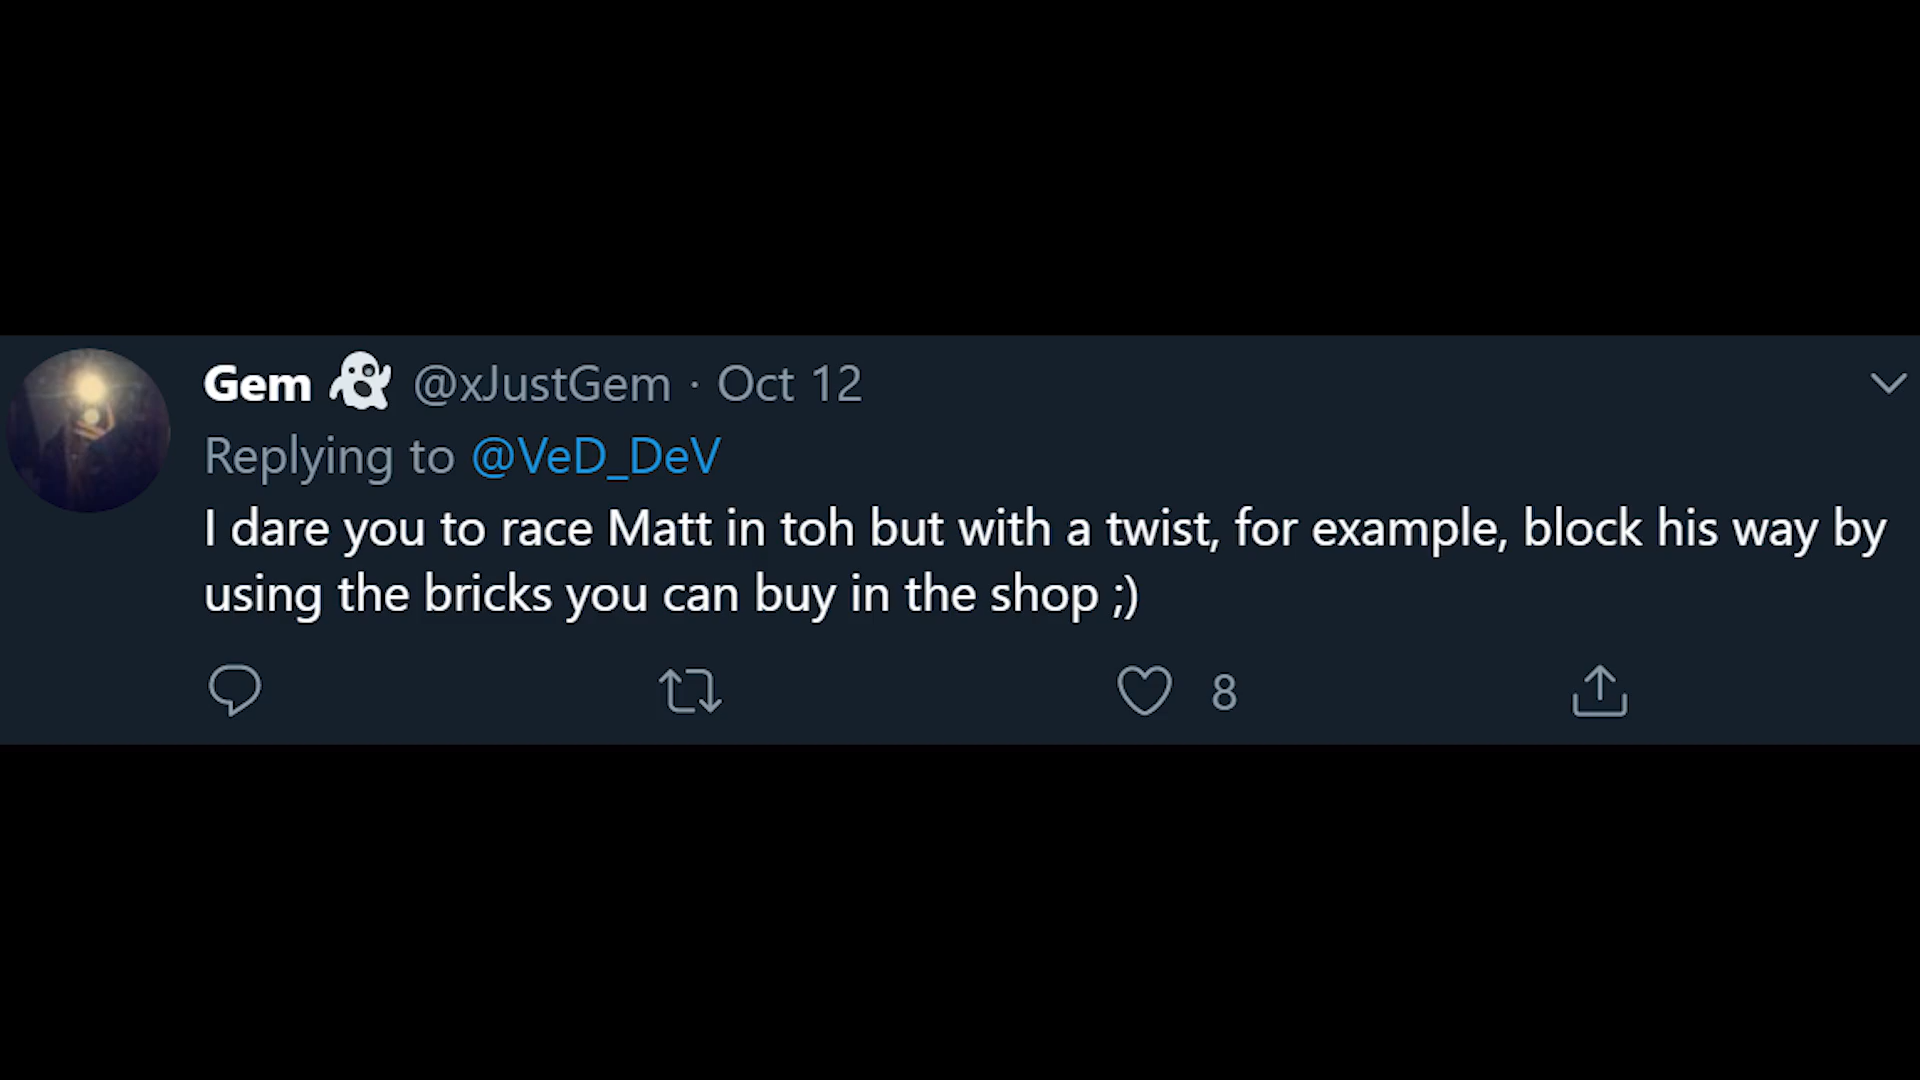 Gem 👻 @xJustGem · Oct 12
Replying to @VeD_DeV
I dare you to race Matt in toh but with a twist, for example, block his way by
using the bricks you can buy in the shop ;)
8